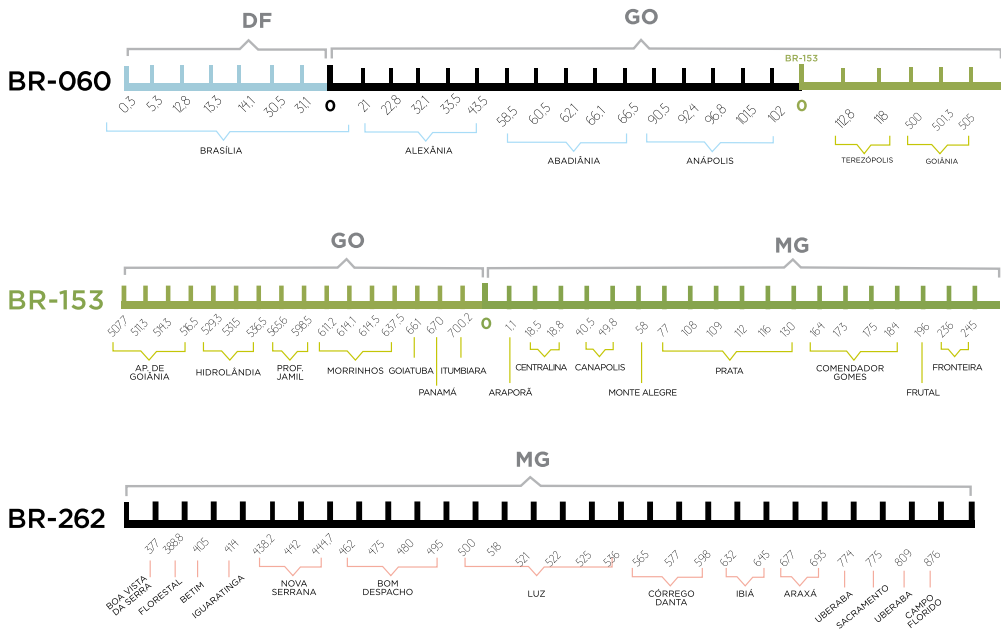 DF
GO
BR-060
BR-153
0.3 5.3 12.8 13.3 14.1 30.5 31.1 0 21 22.8 32.1 33.5 43.5 58.5 60.5 62.1 66.1 66.5 90.5 92.4 96.8 101.5 102 0 112.8 118 500 501.3 505
BRASÍLIA
ALEXÂNIA
ABADIÂNIA
ANÁPOLIS
TEREZÓPOLIS
GOIÂNIA
GO
MG
BR-153
507.7 511.3 514.3 516.5 529.3 531.5 536.5 565.6 598.5 611.2 614.1 614.5 637.5 661 670 700.2 0 1.1 18.5 18.8 40.5 49.8 58 77 108 109 112 116 130 164 173 175 184 196 236 245
AP. DE
GOIÂNIA
HIDROLÂNDIA
PROF.
JAMIL
MORRINHOS
GOIATUBA
PANAMÁ
ITUMBIARA
ARAPORÃ
CENTRALINA
CANAPOLIS
MONTE ALEGRE
PRATA
COMENDADOR
GOMES
FRUTAL
FRONTEIRA
MG
BR-262
377 388.8 405 414 438.2 442 444.7 462 475 480 495 500 518 521 522 525 536 565 577 598 632 645 677 693 774 775 809 876
BOA VISTA
DA SERRA
FLORESTAL
BETIM
IGUARATINGA
NOVA
SERRANA
BOM
DESPACHO
LUZ
CÓRREGO
DANTA
IBIÁ
ARAXÁ
UBERABA
SACRAMENTO
UBERABA
CAMPO
FLORIDO